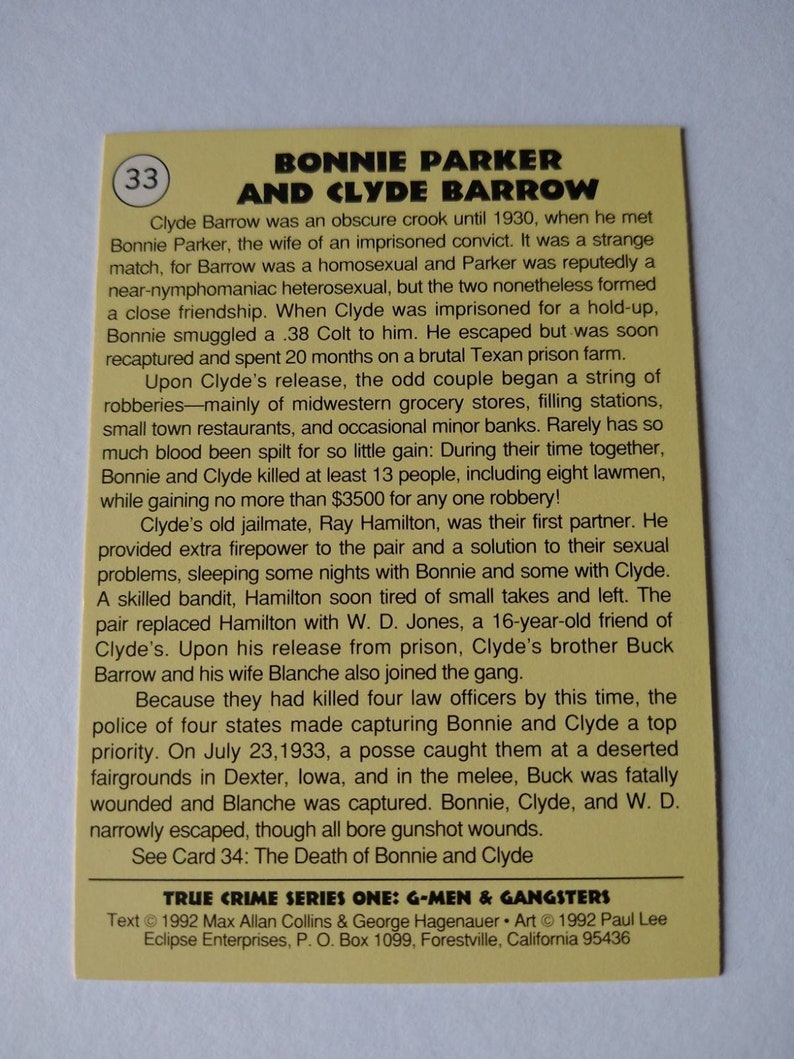 33
BONNIE PARKER
AND CLYDE BARROW
Clyde Barrow was an obscure crook until 1930, when he met
Bonnie Parker, the wife of an imprisoned convict. It was a strange
match, for Barrow was a homosexual and Parker was reputedly a
near-nymphomaniac heterosexual, but the two nonetheless formed
a close friendship. When Clyde was imprisoned for a hold-up,
Bonnie smuggled a .38 Colt to him. He escaped but was soon
recaptured and spent 20 months on a brutal Texan prison farm.
Upon Clyde's release, the odd couple began a string of
robberies—mainly of midwestern grocery stores, filling stations,
small town restaurants, and occasional minor banks. Rarely has so
much blood been spilt for so little gain: During their time together,
Bonnie and Clyde killed at least 13 people, including eight lawmen,
while gaining no more than $3500 for any one robbery!
Clyde's old jailmate, Ray Hamilton, was their first partner. He
provided extra firepower to the pair and a solution to their sexual
problems, sleeping some nights with Bonnie and some with Clyde.
A skilled bandit, Hamilton soon tired of small takes and left. The
pair replaced Hamilton with W. D. Jones, a 16-year-old friend of
Clyde's. Upon his release from prison, Clyde's brother Buck
Barrow and his wife Blanche also joined the gang.
Because they had killed four law officers by this time, the
police of four states made capturing Bonnie and Clyde a top
priority. On July 23,1933, a posse caught them at a deserted
fairgrounds in Dexter, Iowa, and in the melee, Buck was fatally
wounded and Blanche was captured. Bonnie, Clyde, and W. D.
narrowly escaped, though all bore gunshot wounds.
See Card 34: The Death of Bonnie and Clyde
TRUE CRIME SERIES ONE: G-MEN & GANGSTERS
Text © 1992 Max Allan Collins & George Hagenauer • Art © 1992 Paul Lee
Eclipse Enterprises, P. O. Box 1099, Forestville, California 95436